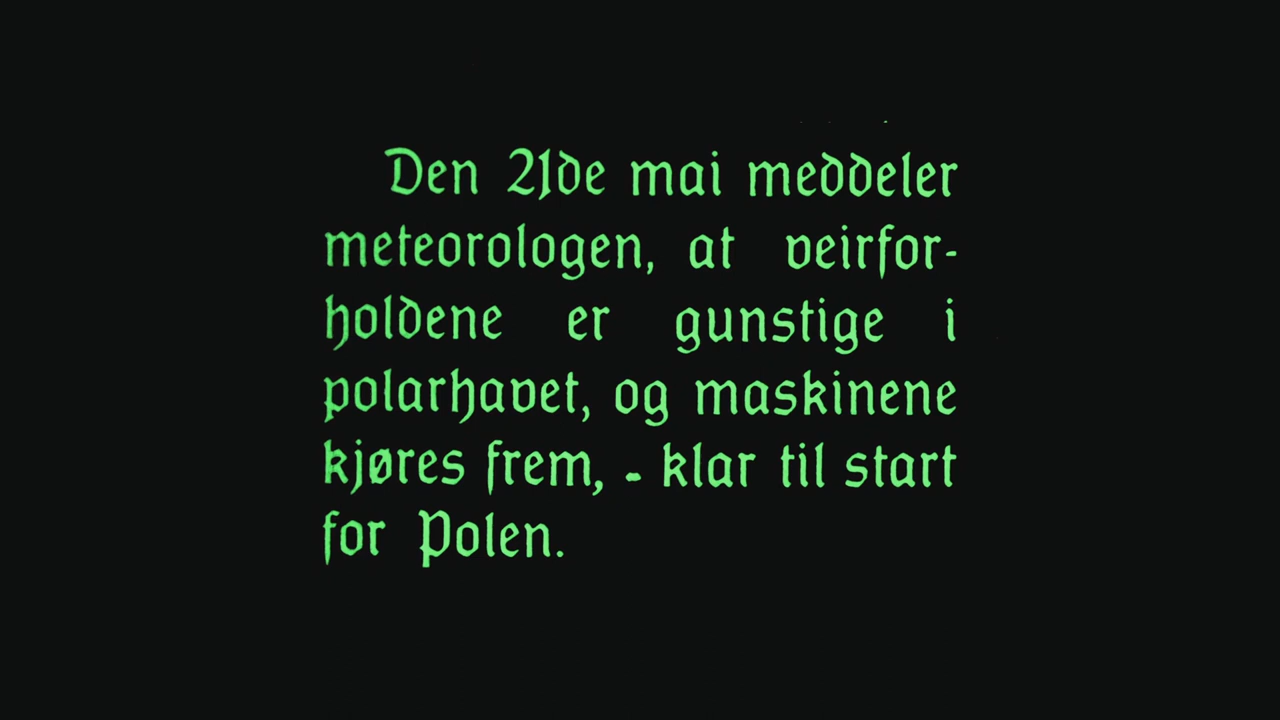 Den 21de mai meddeler
meteorologen, at veirfor-
holdene er gunstige i
polarhavet, og maskinene
kjøres frem, - klar til start
for Polen.